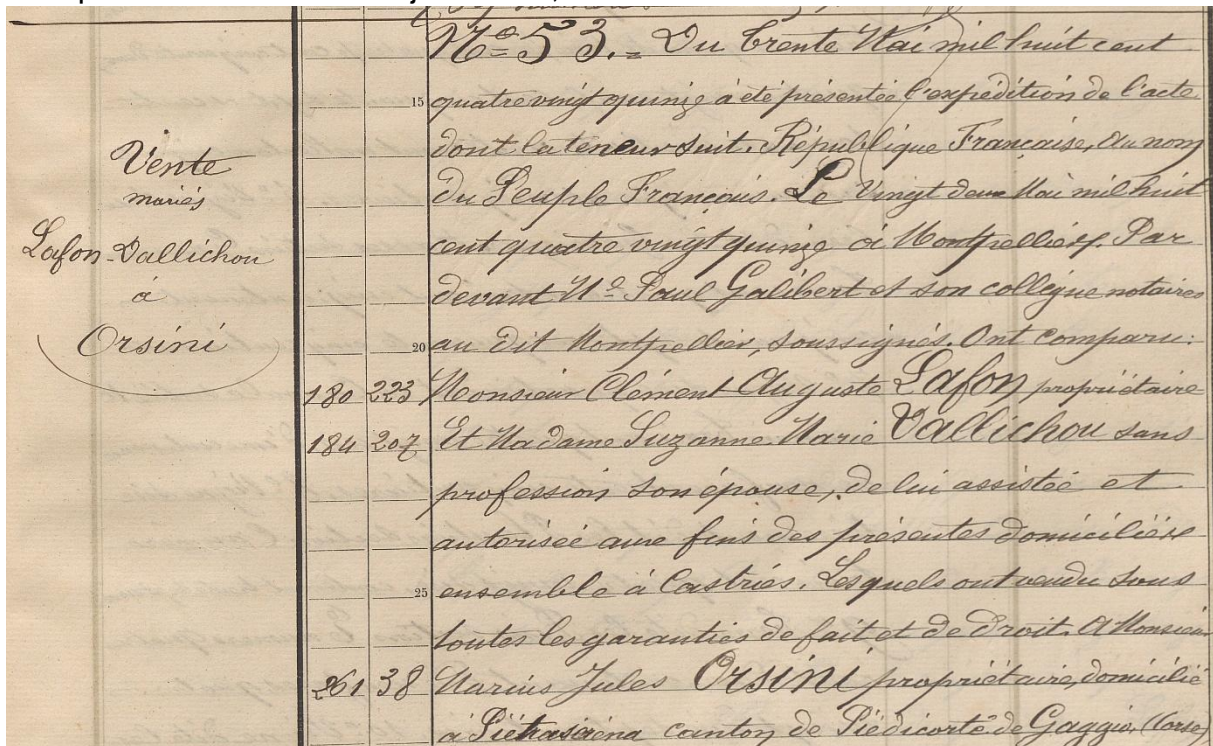 Nº 53. = Du trente Mai mil huit cent
15 quatre vingt quinze a été présentée l'expédition de l'acte
dont la teneur suit. République Française, Au nom
du Peuple Français. Le Vingt deux Mai mil huit
cent quatre vingt quinze à Montpellier. Par
devant Me Paul Galibert et son collègue notaires
20 au dit Montpellier, soussignés. Ont comparu:
180 223 Monsieur Clément Auguste Lafon propriétaire
184 207 Et Madame Suzanne Marie Vallichou sans
profession son épouse, de lui assistée et
autorisée aux fins des présentes domiciliés
25 ensemble à Castries. Lesquels ont vendu sous
toutes les garanties de fait et de droit. A Monsieur
261 38 Marius Jules Orsini propriétaire, domicilié
à canton de Piédicorté de Gaggio (Corse)
Vente
mariés
Lafon-Vallichou
à
Orsini